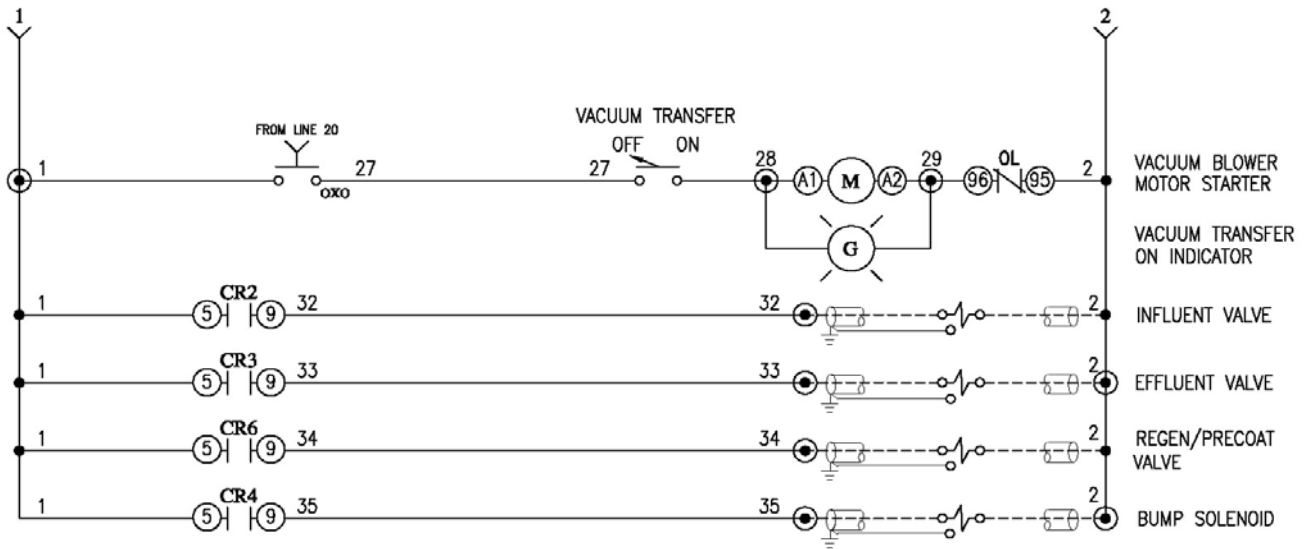 1 2
FROM LINE 20
VACUUM TRANSFER
OFF ON
1 OXO 27 27 28 A1 M A2 29 96 OL 95 2
VACUUM BLOWER
MOTOR STARTER
G
VACUUM TRANSFER
ON INDICATOR
1 5 CR2 9 32 32 2 INFLUENT VALVE
1 5 CR3 9 33 33 2 EFFLUENT VALVE
1 5 CR6 9 34 34 2 REGEN/PRECOAT
VALVE
1 5 CR4 9 35 35 2 BUMP SOLENOID